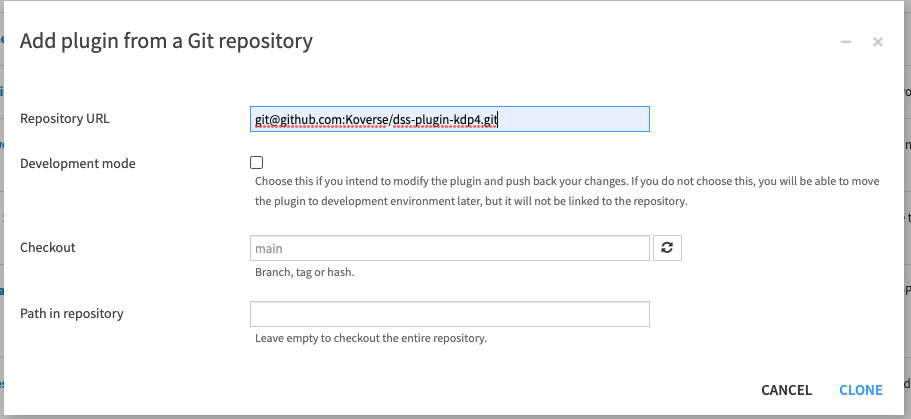 Add plugin from a Git repository
Repository URL
git@github.com:Koverse/dss-plugin-kdp4.git
Development mode
Choose this if you intend to modify the plugin and push back your changes. If you do not choose this, you will be able to move
the plugin to development environment later, but it will not be linked to the repository.
Checkout
main
Branch, tag or hash.
Path in repository
Leave empty to checkout the entire repository.
CANCEL CLONE